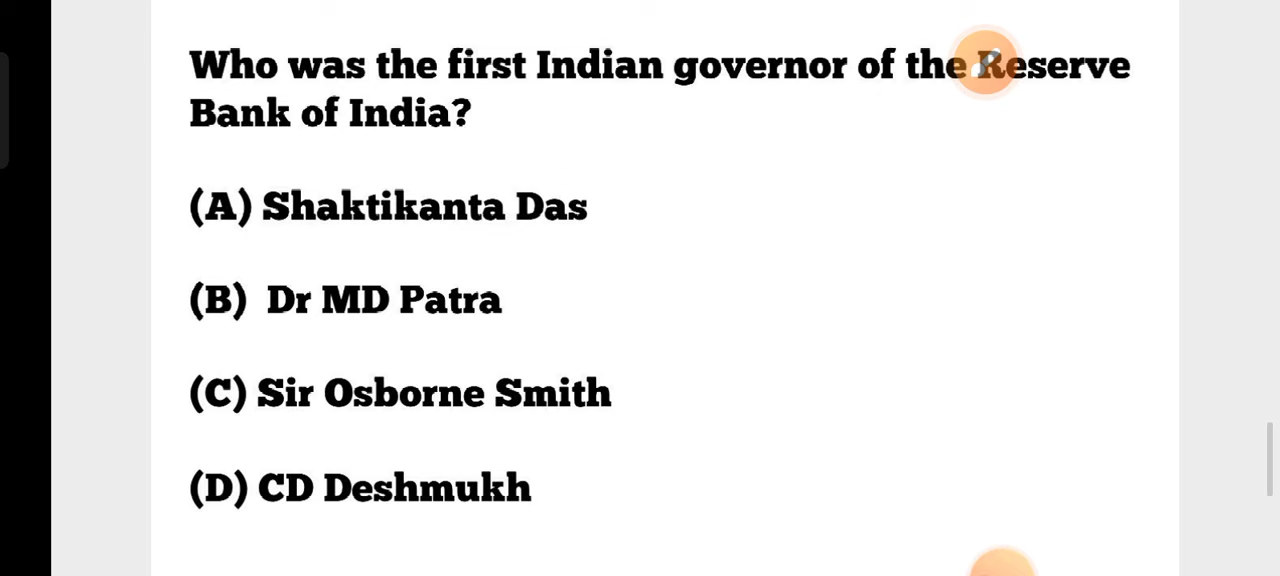 Who was the first Indian governor of the Reserve
Bank of India?
(A) Shaktikanta Das
(B) Dr MD Patra
(C) Sir Osborne Smith
(D) CD Deshmukh